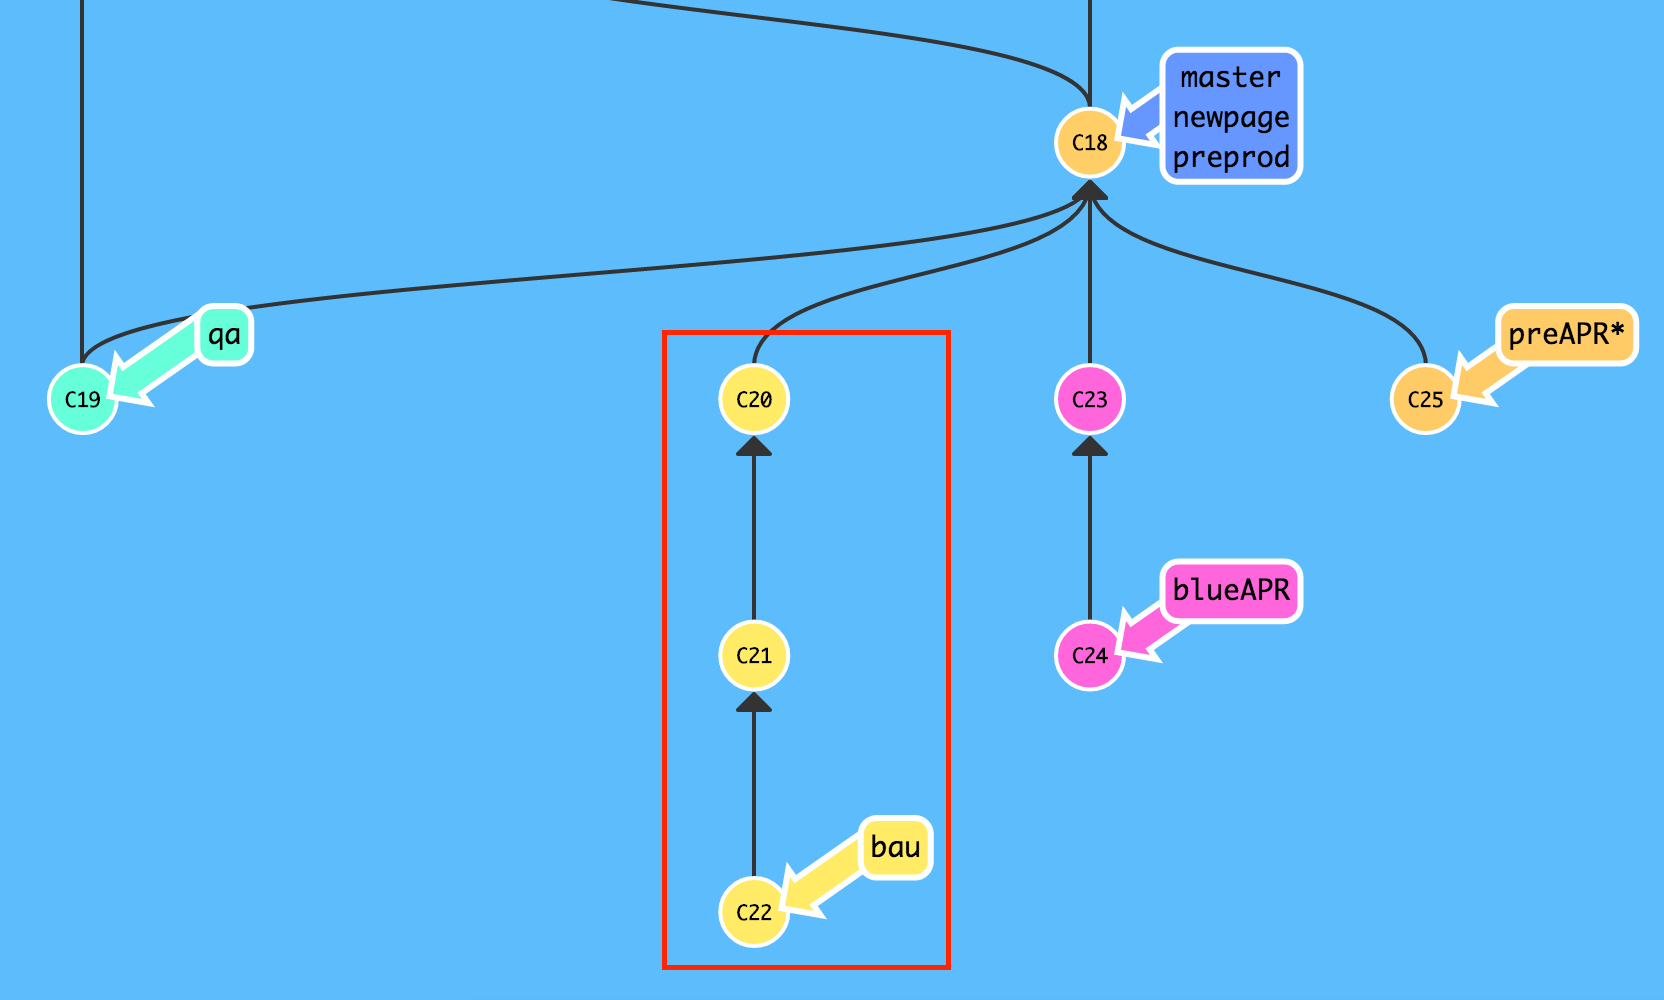 master
newpage
preprod
C18
qa
preAPR*
C19
C20
C23
C25
blueAPR
C21
C24
bau
C22